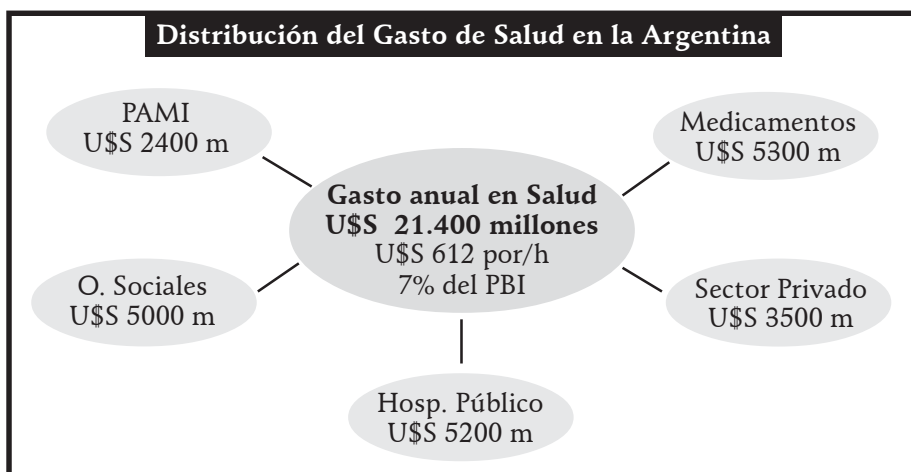 Distribución del Gasto de Salud en la Argentina
PAMI
U$S 2400 m
Medicamentos
U$S 5300 m
Gasto anual en Salud
U$S 21.400 millones
U$S 612 por/h
7% del PBI
O. Sociales
U$S 5000 m
Sector Privado
U$S 3500 m
Hosp. Público
U$S 5200 m